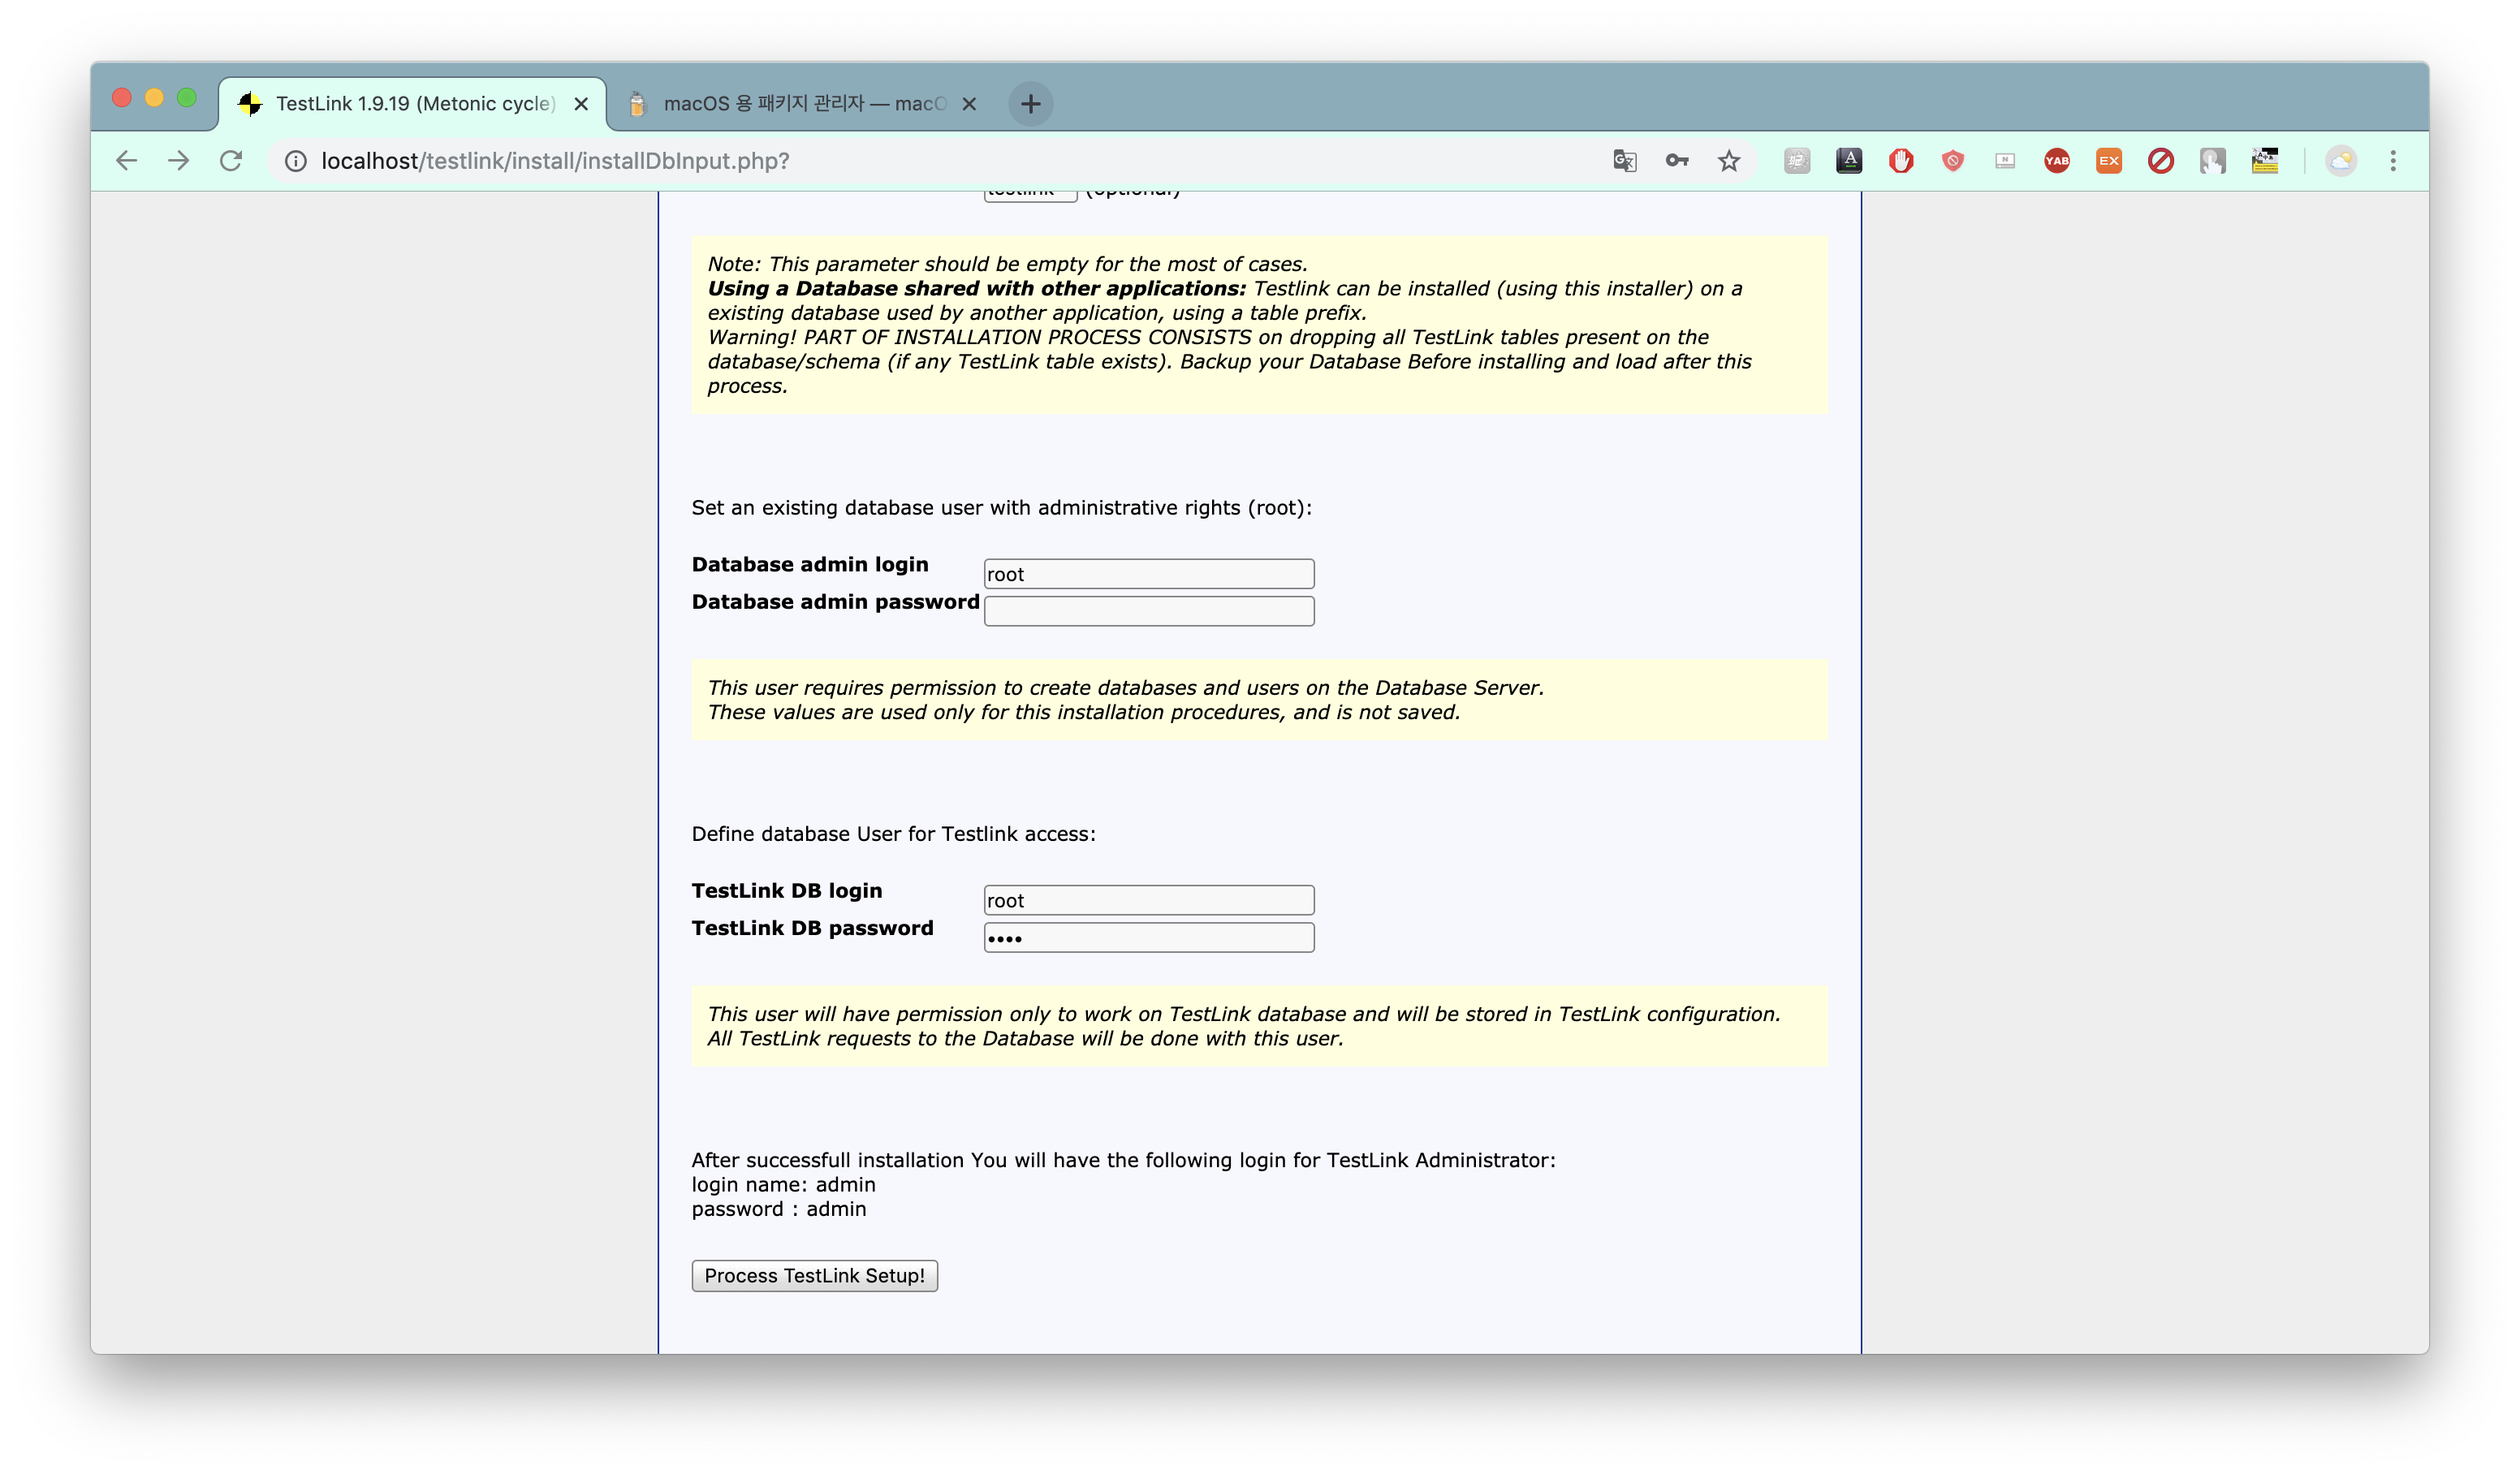 TestLink 1.9.19 (Metonic cycle)
macOS 용 패키지 관리자 — macO
localhost/testlink/install/installDbInput.php?
YAB
EX
testlink (optional)
Note: This parameter should be empty for the most of cases.
Using a Database shared with other applications: Testlink can be installed (using this installer) on a
existing database used by another application, using a table prefix.
Warning! PART OF INSTALLATION PROCESS CONSISTS on dropping all TestLink tables present on the
database/schema (if any TestLink table exists). Backup your Database Before installing and load after this
process.
Set an existing database user with administrative rights (root):
Database admin login root
Database admin password
This user requires permission to create databases and users on the Database Server.
These values are used only for this installation procedures, and is not saved.
Define database User for Testlink access:
TestLink DB login root
TestLink DB password ••••
This user will have permission only to work on TestLink database and will be stored in TestLink configuration.
All TestLink requests to the Database will be done with this user.
After successfull installation You will have the following login for TestLink Administrator:
login name: admin
password : admin
Process TestLink Setup!